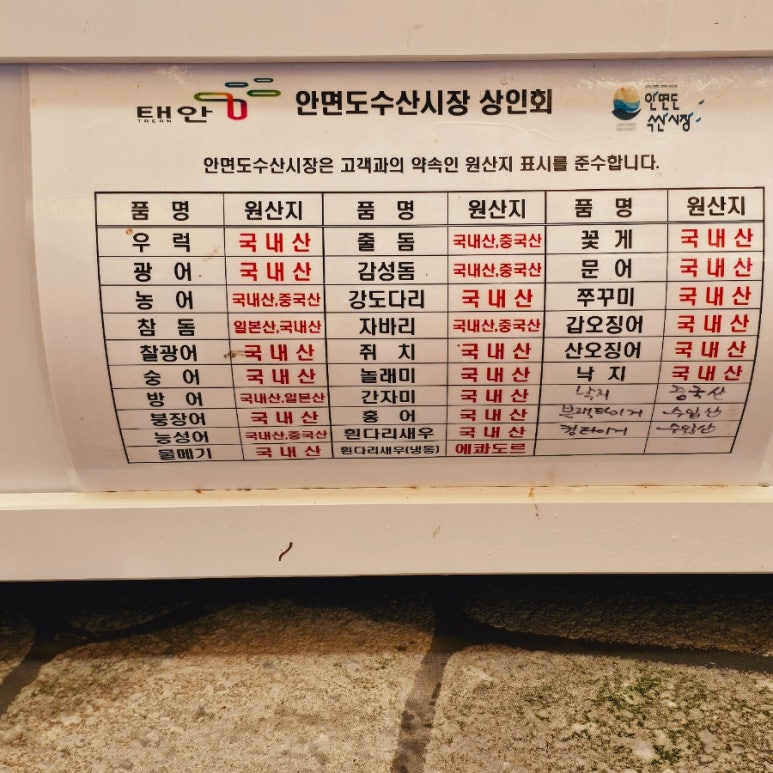 태안 안면도수산시장 상인회 안면도
TAEAN 수산시장
안면도수산시장은 고객과의 약속인 원산지 표시를 준수합니다.
품 명 원산지 품 명 원산지 품 명 원산지
우 럭 국 내 산 줄 돔 국내산,중국산 꽃 게 국 내 산
광 어 국 내 산 감성돔 국내산,중국산 문 어 국 내 산
농 어 국내산,중국산 강도다리 국 내 산 쭈꾸미 국 내 산
참 돔 일본산,국내산 자바리 국내산,중국산 갑오징어 국 내 산
찰광어 국 내 산 쥐 치 국 내 산 산오징어 국 내 산
숭 어 국 내 산 놀래미 국 내 산 낙 지 국 내 산
방 어 국내산,일본산 간자미 국 내 산 낙지 중국산
붕장어 국 내 산 홍 어 국 내 산 블랙타이거 수입산
능성어 국내산,중국산 흰다리새우 국 내 산 킹타이거 수입산
물메기 국 내 산 흰다리새우(냉동) 에콰도르